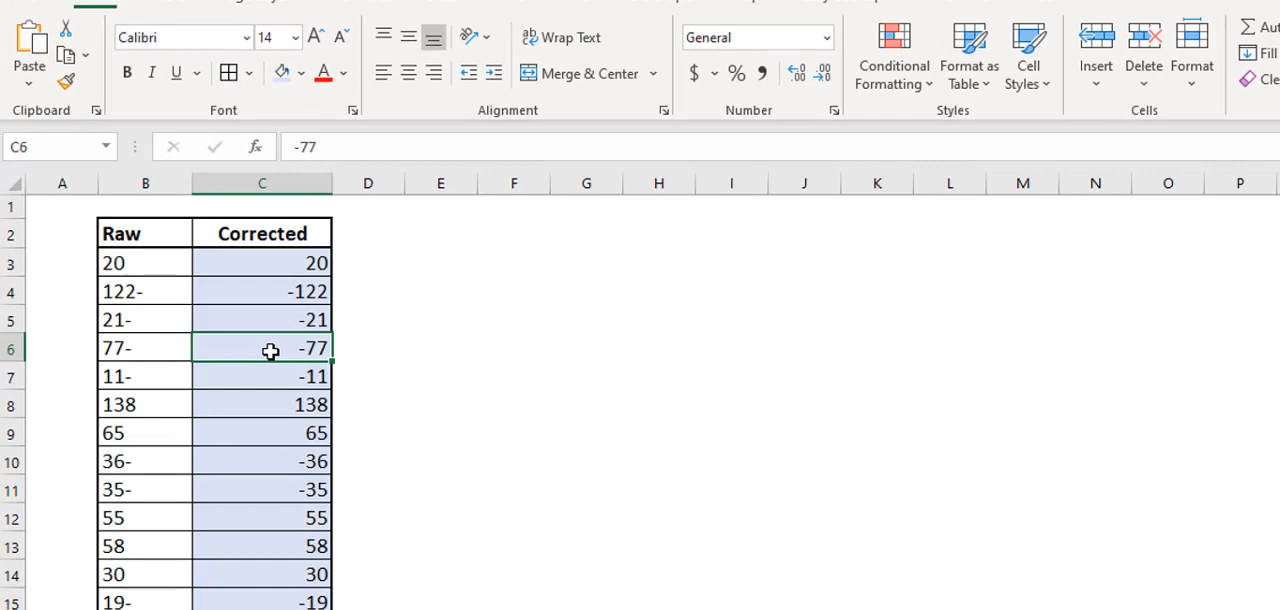 Calibri 14 A^ Aˇ ab Wrap Text General Auto
Paste B I U A Merge & Center $ % Conditional Formatting Format as Table Cell Styles Insert Delete Format Fill
Clipboard Font Alignment Number Styles Cells
C6 fx -77
A B C D E F G H I J K L M N O P
1
2 Raw Corrected
3 20 20
4 122- -122
5 21- -21
6 77- -77
7 11- -11
8 138 138
9 65 65
10 36- -36
11 35- -35
12 55 55
13 58 58
14 30 30
15 19- -19